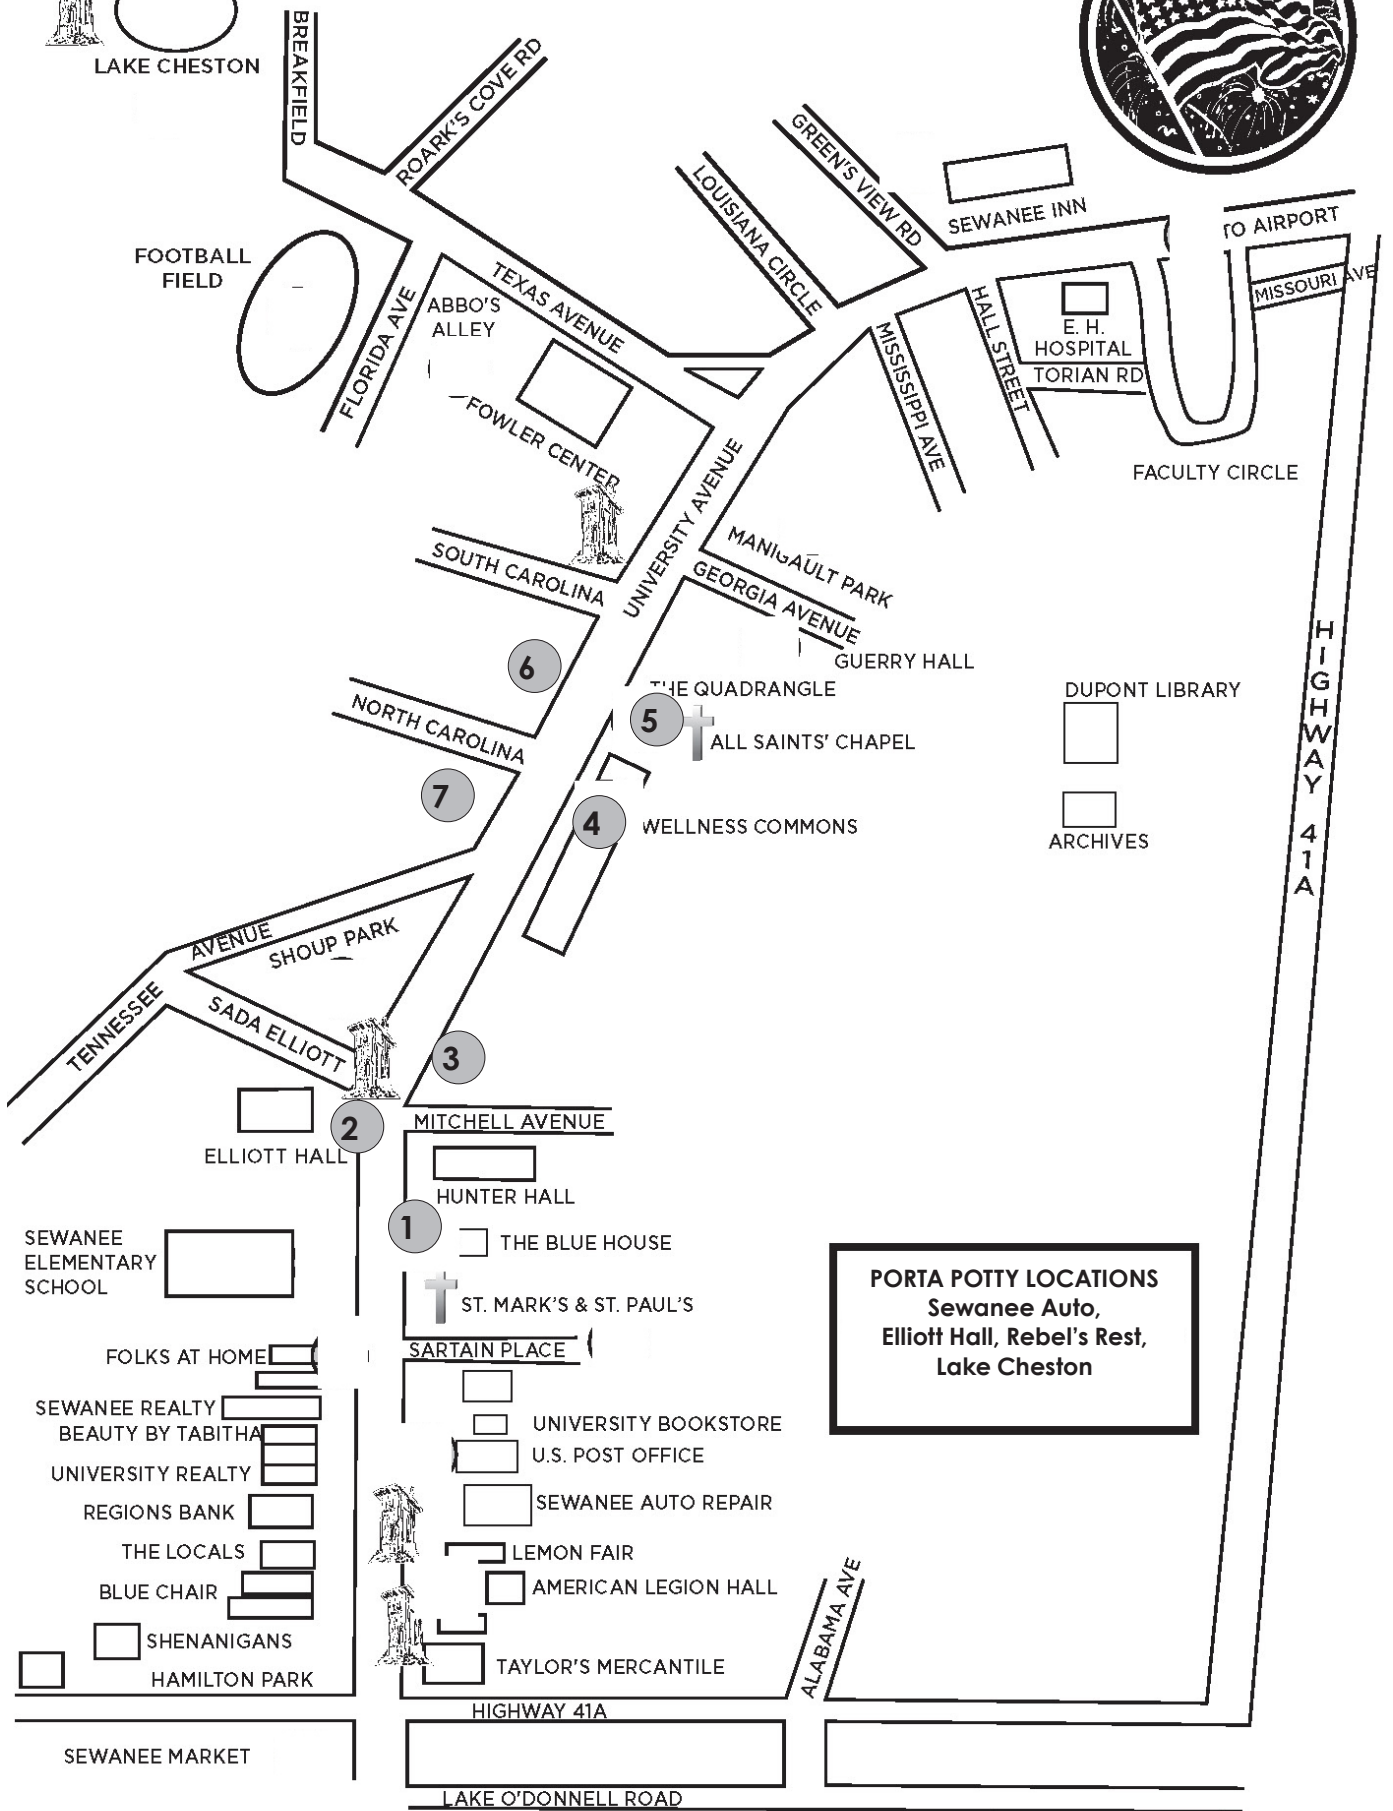 LAKE CHESTON
BREAKFIELD
ROARK'S COVE RD
GREEN'S VIEW RD
LOUISIANA CIRCLE
SEWANEE INN
TO AIRPORT
MISSOURI AVE
FOOTBALL
FIELD
TEXAS AVENUE
ABBO'S
ALLEY
FLORIDA AVE
HALL STREET
E. H.
HOSPITAL
TORIAN RD
MISSISSIPPI AVE
FOWLER CENTER
FACULTY CIRCLE
UNIVERSITY AVENUE
MANIGAULT PARK
SOUTH CAROLINA
GEORGIA AVENUE
GUERRY HALL
HIGHWAY 41A
6
THE QUADRANGLE
DUPONT LIBRARY
5
NORTH CAROLINA
ALL SAINTS' CHAPEL
7
4
WELLNESS COMMONS
ARCHIVES
AVENUE
SHOUP PARK
TENNESSEE
SADA ELLIOTT
3
2
MITCHELL AVENUE
ELLIOTT HALL
HUNTER HALL
1
SEWANEE
ELEMENTARY
SCHOOL
THE BLUE HOUSE
PORTA POTTY LOCATIONS
Sewanee Auto,
Elliott Hall, Rebel's Rest,
Lake Cheston
ST. MARK'S & ST. PAUL'S
FOLKS AT HOME
SARTAIN PLACE
SEWANEE REALTY
BEAUTY BY TABITHA
UNIVERSITY BOOKSTORE
U.S. POST OFFICE
UNIVERSITY REALTY
SEWANEE AUTO REPAIR
REGIONS BANK
THE LOCALS
LEMON FAIR
BLUE CHAIR
AMERICAN LEGION HALL
ALABAMA AVE
SHENANIGANS
TAYLOR'S MERCANTILE
HAMILTON PARK
HIGHWAY 41A
SEWANEE MARKET
LAKE O'DONNELL ROAD